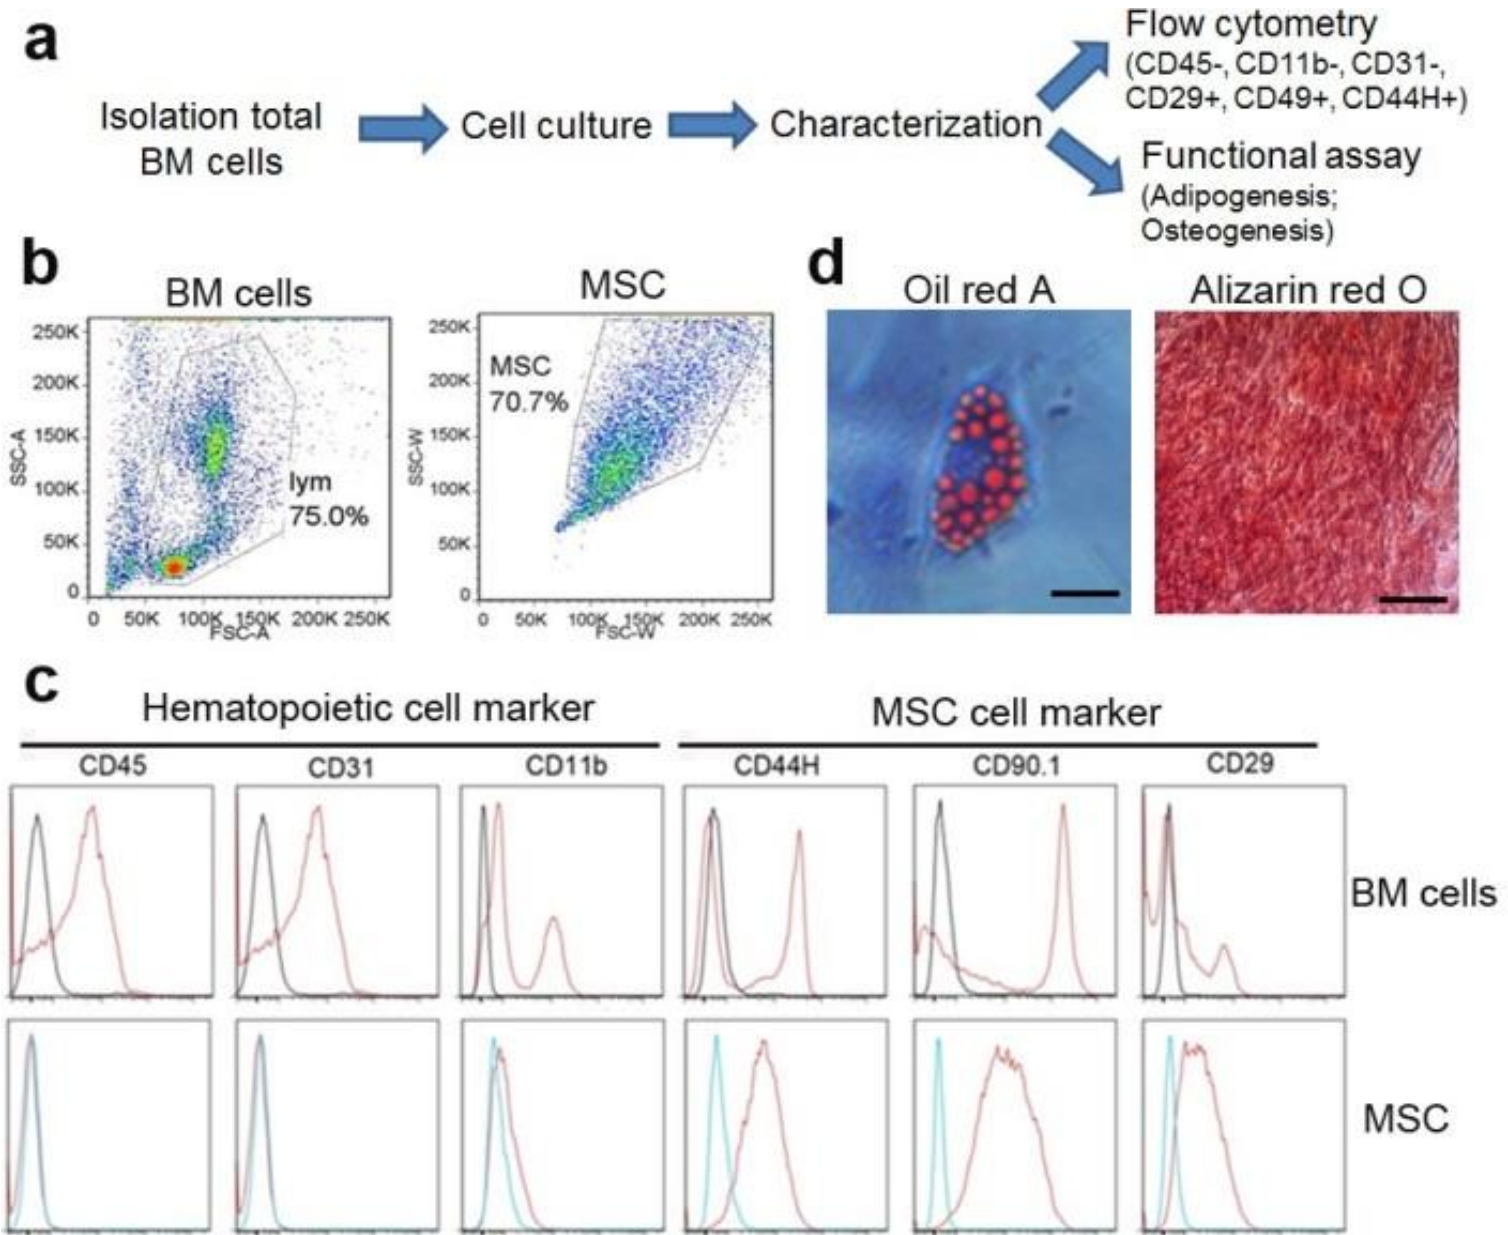 a
Isolation total
BM cells
Cell culture
Characterization
Flow cytometry
(CD45-, CD11b-, CD31-,
CD29+, CD49+, CD44H+)
Functional assay
(Adipogenesis;
Osteogenesis)
b
BM cells
250K
200K
150K
100K
50K
0
SSC-A
lym
75.0%
0 50K 100K 150K 200K 250K
FSC-A
MSC
250K
200K
150K
100K
50K
0
SSC-W
MSC
70.7%
0 50K 100K 150K 200K 250K
FSC-W
d
Oil red A
Alizarin red O
c
Hematopoietic cell marker
MSC cell marker
CD45 CD31 CD11b CD44H CD90.1 CD29
BM cells
MSC